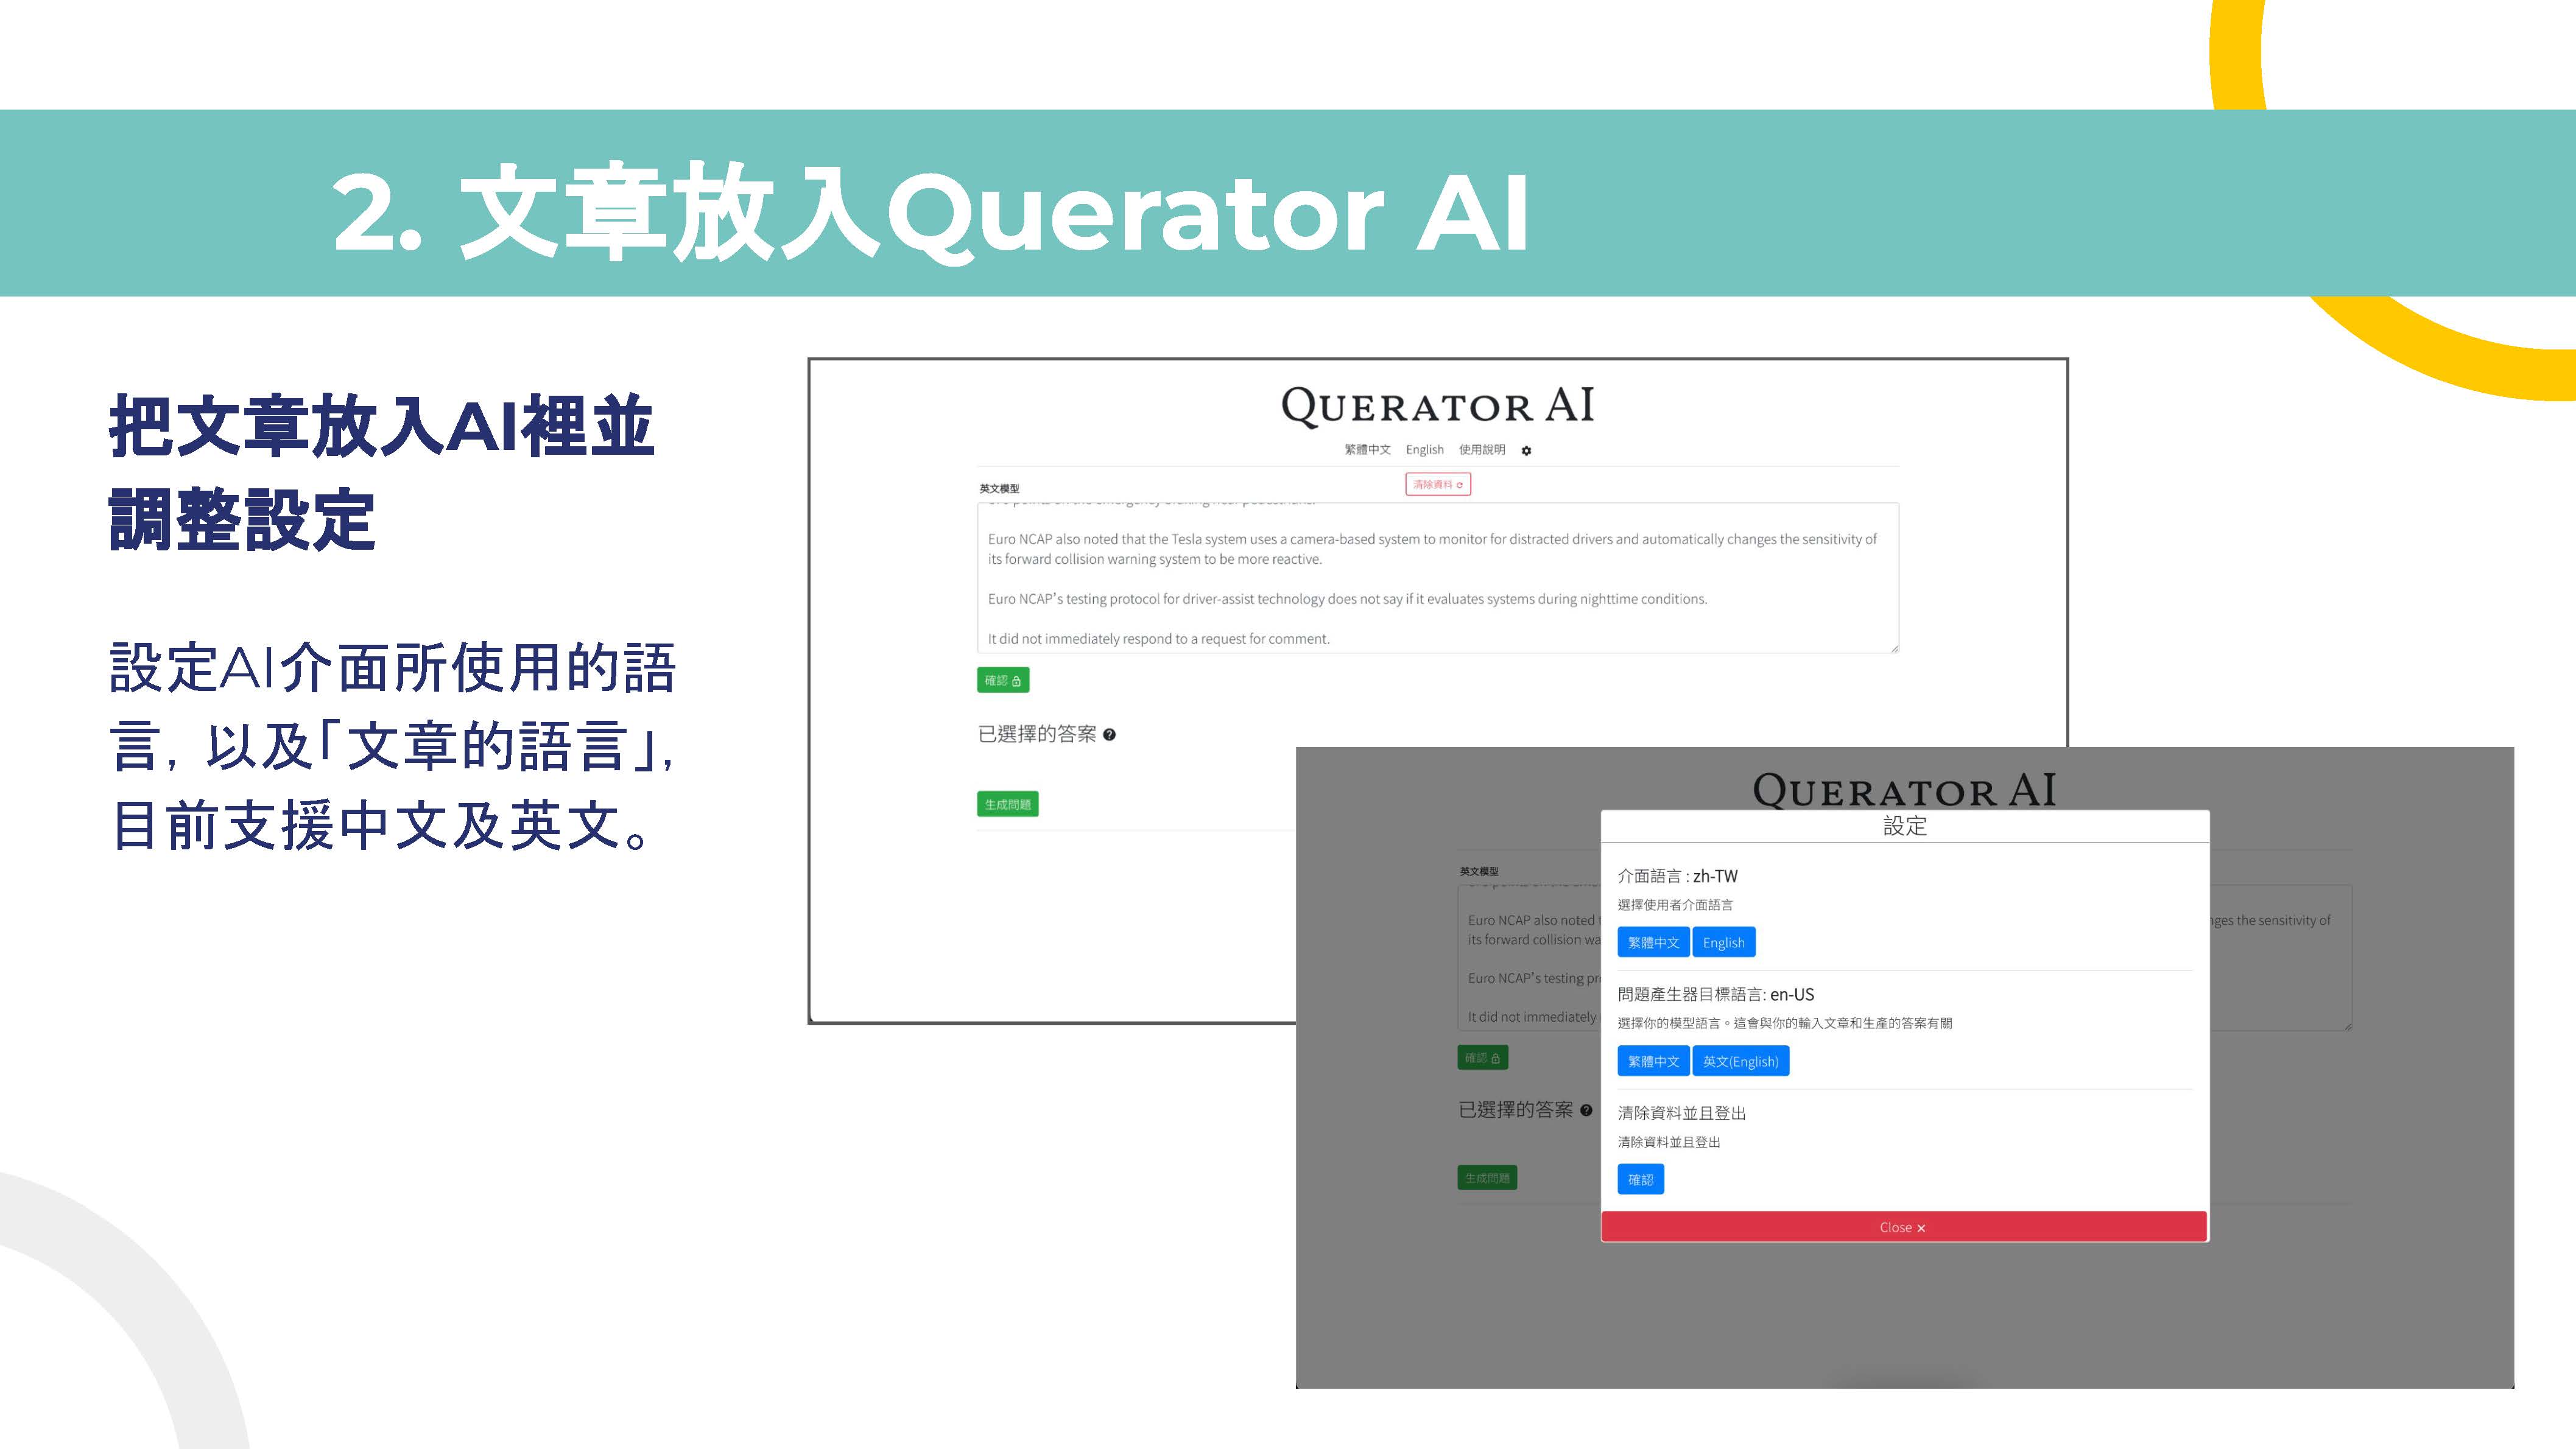 2. 文章放入Querator AI
把文章放入AI裡並
調整設定
設定AI介面所使用的語
言，以及「文章的語言」，
目前支援中文及英文。
QUERATOR AI
繁體中文 English 使用說明
英文模型
清除資料
Euro NCAP also noted that the Tesla system uses a camera-based system to monitor for distracted drivers and automatically changes the sensitivity of
its forward collision warning system to be more reactive.
Euro NCAP's testing protocol for driver-assist technology does not say if it evaluates systems during nighttime conditions.
It did not immediately respond to a request for comment.
確認
已選擇的答案
生成問題
QUERATOR AI
英文模型
Euro NCAP also noted
its forward collision wa
Euro NCAP's testing pr
It did not immediately
nges the sensitivity of
確認
已選擇的答案
生成問題
設定
介面語言 : zh-TW
選擇使用者介面語言
繁體中文 English
問題產生器目標語言: en-US
選擇你的模型語言。這會與你的輸入文章和生產的答案有關
繁體中文 英文(English)
清除資料並且登出
清除資料並且登出
確認
Close ×